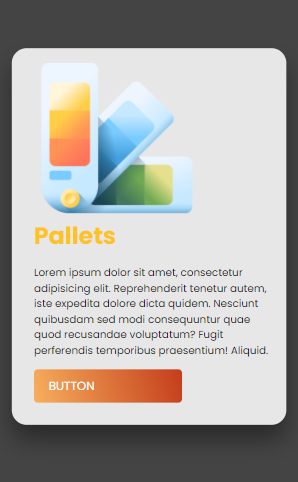 Pallets
Lorem ipsum dolor sit amet, consectetur
adipisicing elit. Reprehenderit tenetur autem,
iste expedita dolore dicta quidem. Nesciunt
quibusdam sed modi consequuntur quae
quod recusandae voluptatum? Fugit
perferendis temporibus praesentium! Aliquid.
BUTTON